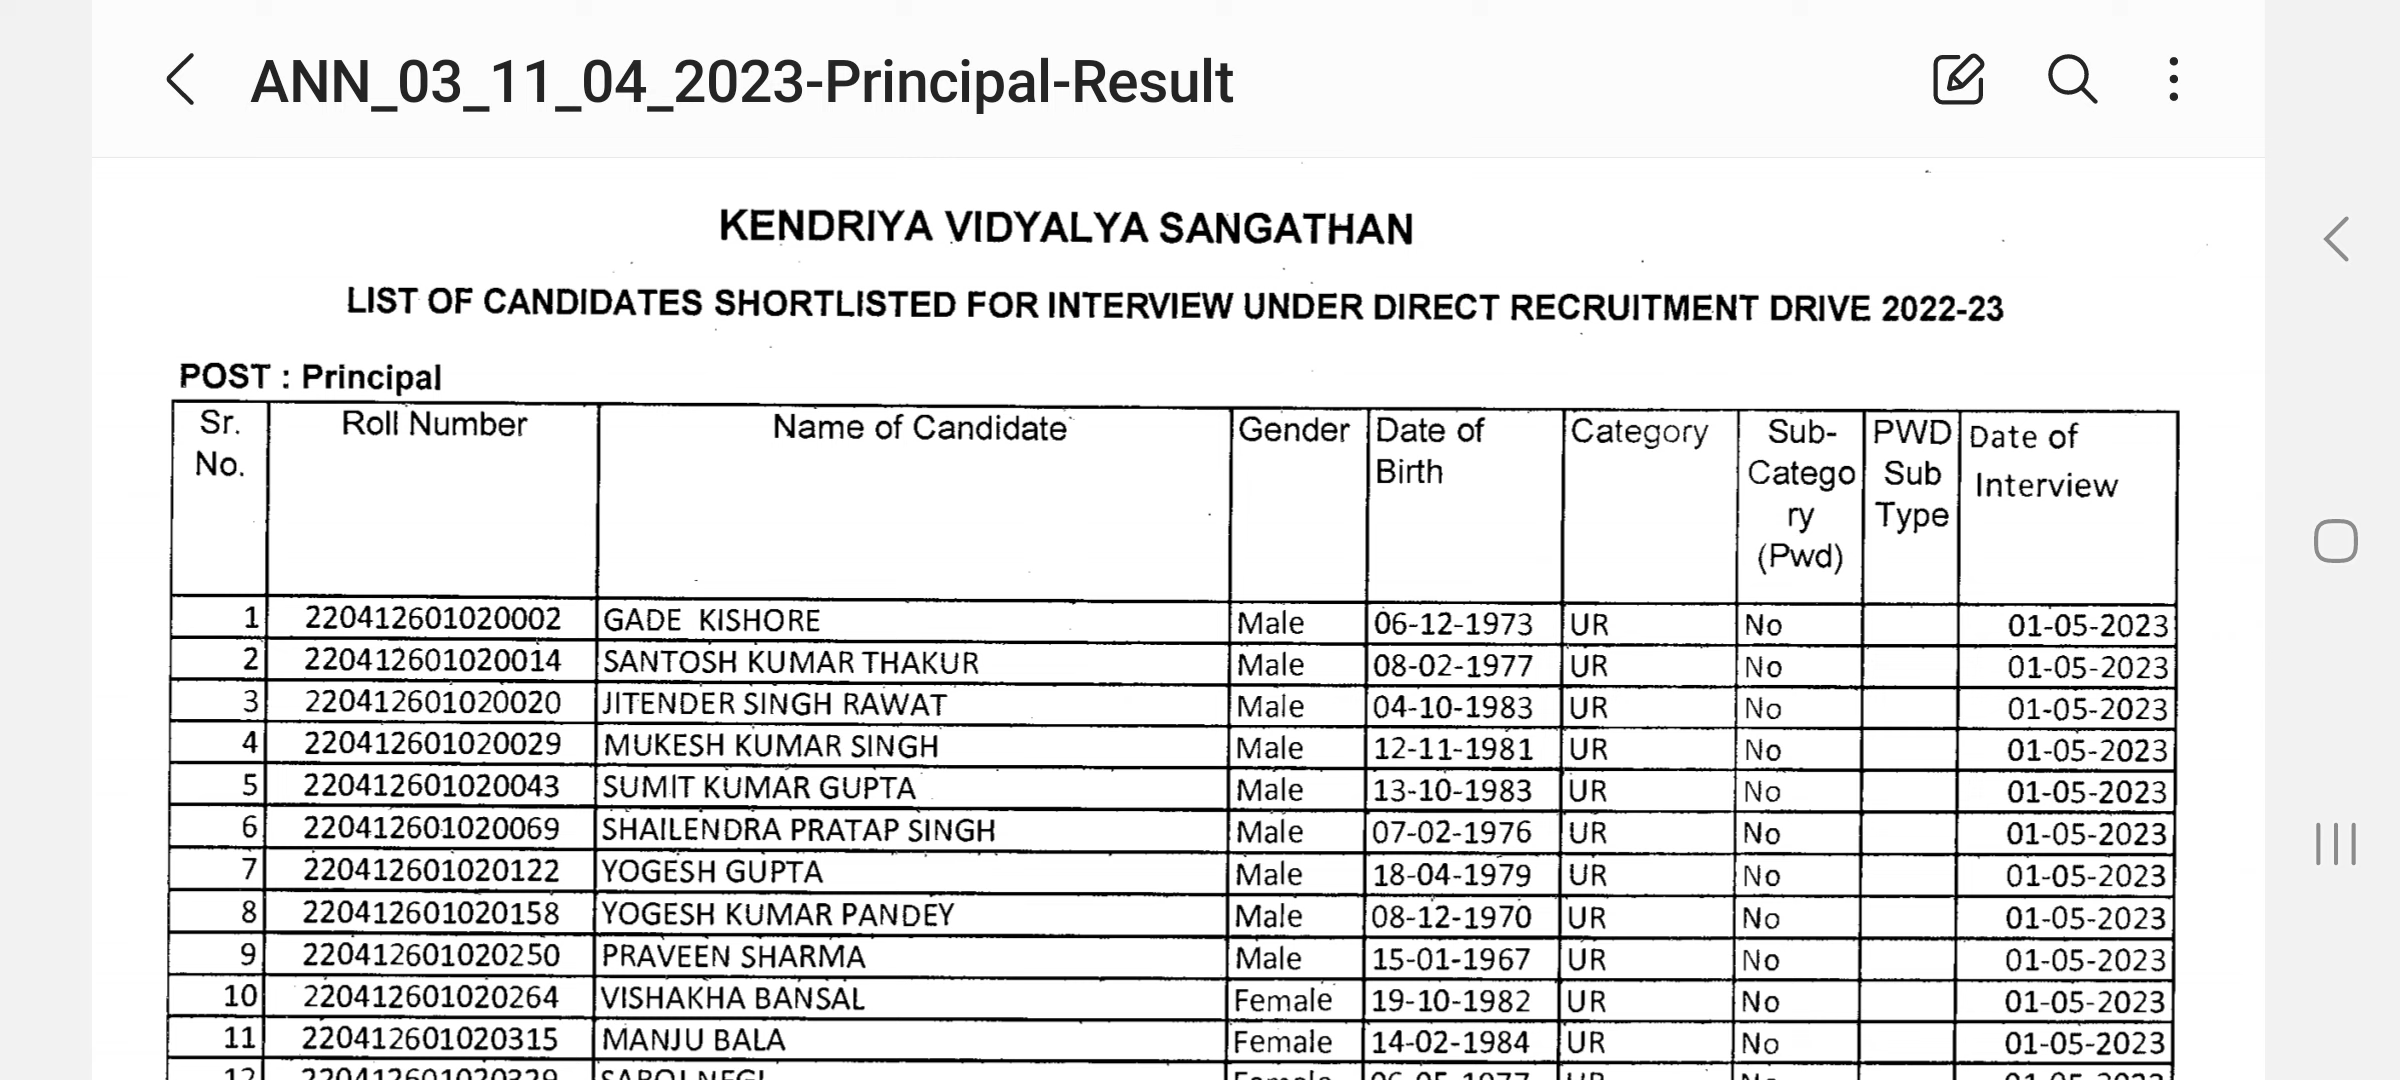 ANN_03_11_04_2023-Principal-Result
KENDRIYA VIDYALYA SANGATHAN
LIST OF CANDIDATES SHORTLISTED FOR INTERVIEW UNDER DIRECT RECRUITMENT DRIVE 2022-23
POST : Principal
Sr. No. Roll Number Name of Candidate Gender Date of Birth Category Sub-Category (Pwd) PWD Sub Type Date of Interview
1 220412601020002 GADE KISHORE Male 06-12-1973 UR No 01-05-2023
2 220412601020014 SANTOSH KUMAR THAKUR Male 08-02-1977 UR No 01-05-2023
3 220412601020020 JITENDER SINGH RAWAT Male 04-10-1983 UR No 01-05-2023
4 220412601020029 MUKESH KUMAR SINGH Male 12-11-1981 UR No 01-05-2023
5 220412601020043 SUMIT KUMAR GUPTA Male 13-10-1983 UR No 01-05-2023
6 220412601020069 SHAILENDRA PRATAP SINGH Male 07-02-1976 UR No 01-05-2023
7 220412601020122 YOGESH GUPTA Male 18-04-1979 UR No 01-05-2023
8 220412601020158 YOGESH KUMAR PANDEY Male 08-12-1970 UR No 01-05-2023
9 220412601020250 PRAVEEN SHARMA Male 15-01-1967 UR No 01-05-2023
10 220412601020264 VISHAKHA BANSAL Female 19-10-1982 UR No 01-05-2023
11 220412601020315 MANJU BALA Female 14-02-1984 UR No 01-05-2023